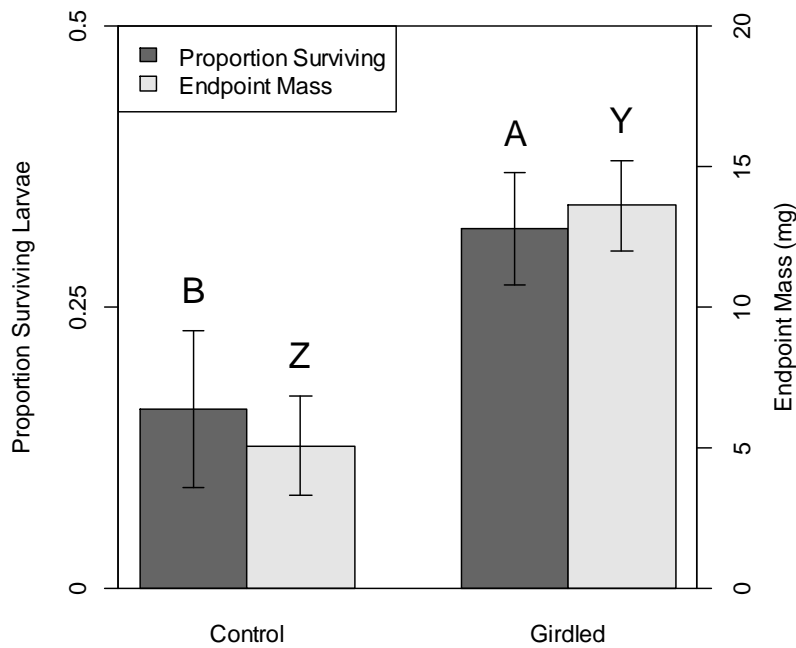 0.5
20
Proportion Surviving
Endpoint Mass
A
Y
15
Proportion Surviving Larvae
Endpoint Mass (mg)
0.25
B
10
Z
5
0
0
Control
Girdled